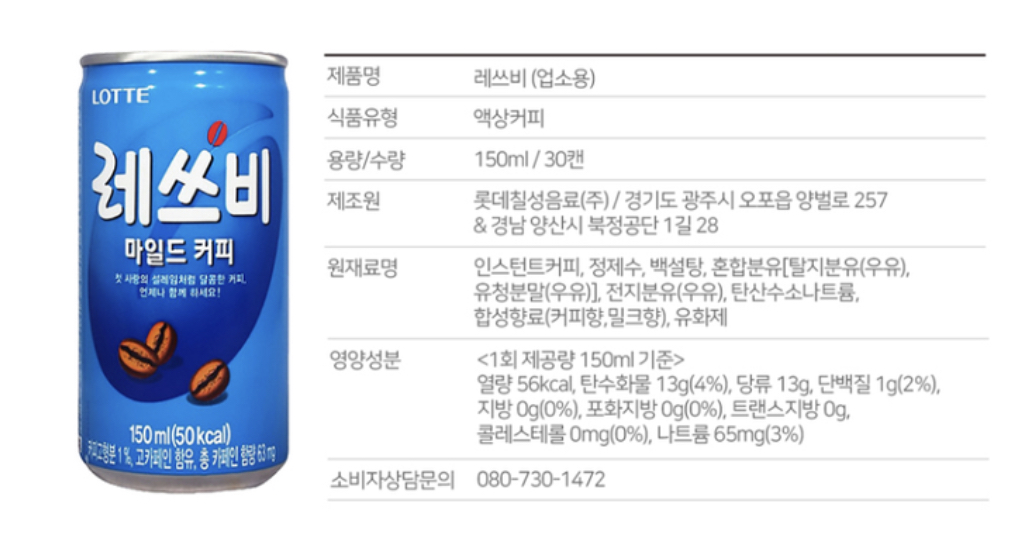 LOTTE
레쓰비
마일드 커피
첫 사랑의 설레임처럼 달콤한 커피,
언제나 함께 하세요!
150 ml(50 kcal)
커피고형분 1%, 고카페인 함유, 총 카페인 함량 63 mg
제품명 레쓰비 (업소용)
식품유형 액상커피
용량/수량 150ml / 30캔
제조원 롯데칠성음료(주) / 경기도 광주시 오포읍 양벌로 257
& 경남 양산시 북정공단 1길 28
원재료명 인스턴트커피, 정제수, 백설탕, 혼합분유[탈지분유(우유),
유청분말(우유)], 전지분유(우유), 탄산수소나트륨,
합성향료(커피향,밀크향), 유화제
영양성분 <1회 제공량 150ml 기준>
열량 56kcal, 탄수화물 13g(4%), 당류 13g, 단백질 1g(2%),
지방 0g(0%), 포화지방 0g(0%), 트랜스지방 0g,
콜레스테롤 0mg(0%), 나트륨 65mg(3%)
소비자상담문의 080-730-1472